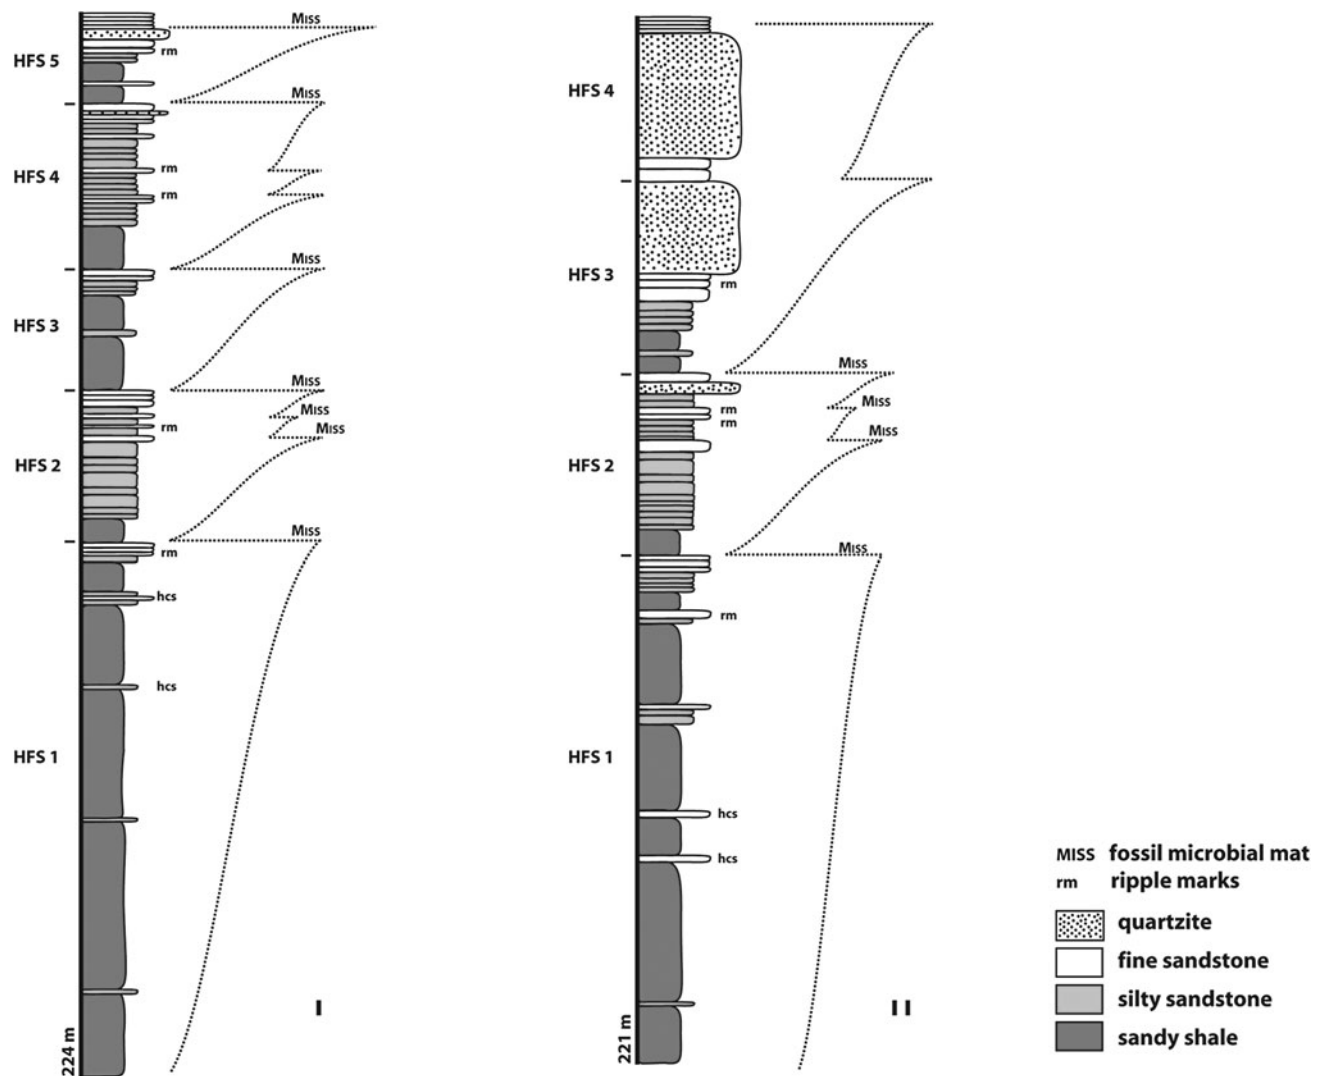 MISS
HFS 5
rm
MISS
HFS 4
rm
rm
MISS
HFS 3
MISS
MISS
rm
MISS
HFS 2
MISS
rm
hcs
hcs
HFS 1
I
224 m
HFS 4
HFS 3
rm
MISS
MISS
rm
rm
MISS
HFS 2
MISS
rm
HFS 1
hcs
hcs
II
221 m
MISS fossil microbial mat
rm ripple marks
quartzite
fine sandstone
silty sandstone
sandy shale